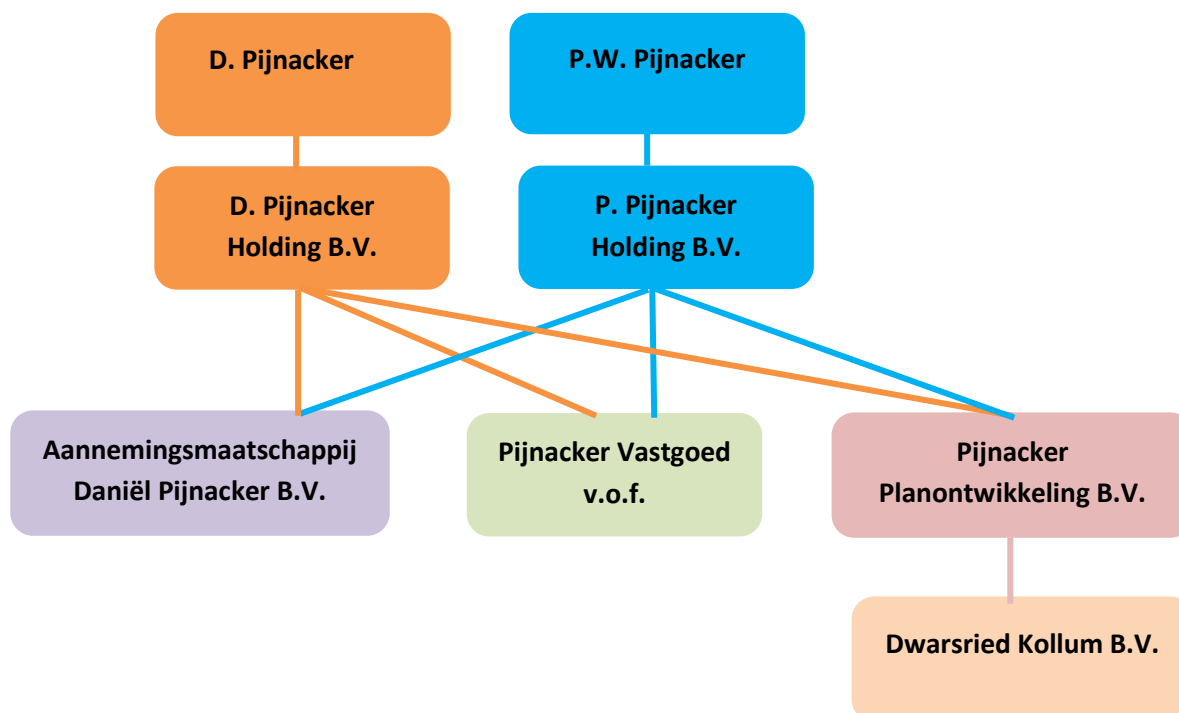 D. Pijnacker
P.W. Pijnacker
D. Pijnacker
Holding B.V.
P. Pijnacker
Holding B.V.
Aannemingsmaatschappij
Daniël Pijnacker B.V.
Pijnacker Vastgoed
v.o.f.
Pijnacker
Planontwikkeling B.V.
Dwarsried Kollum B.V.